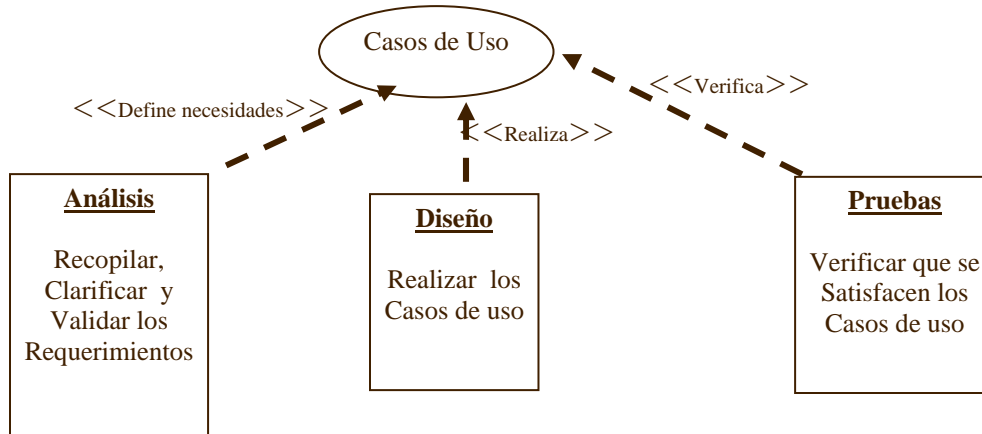 Casos de Uso
<<Define necesidades>>
<<Realiza>>
<<Verifica>>
Análisis
Recopilar,
Clarificar y
Validar los
Requerimientos
Diseño
Realizar los
Casos de uso
Pruebas
Verificar que se
Satisfacen los
Casos de uso